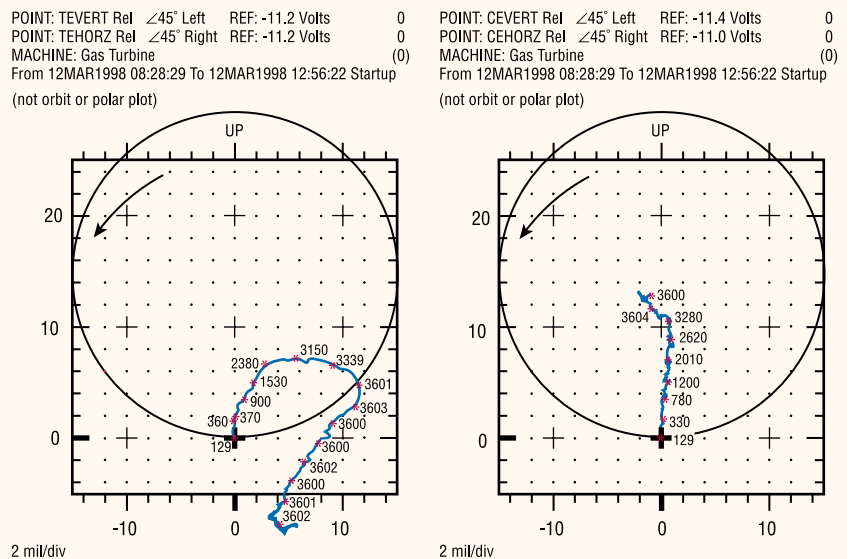 POINT: TEVERT Rel ∠45° Left REF: -11.2 Volts 0
POINT: TEHORZ Rel ∠45° Right REF: -11.2 Volts 0
MACHINE: Gas Turbine (0)
From 12MAR1998 08:28:29 To 12MAR1998 12:56:22 Startup
(not orbit or polar plot)
UP
20
10
0
3150
2380
3339
1530
3601
900
3603
360
370
3600
129
3600
3602
3600
3601
3602
-10 0 10
2 mil/div
POINT: CEVERT Rel ∠45° Left REF: -11.4 Volts 0
POINT: CEHORZ Rel ∠45° Right REF: -11.0 Volts 0
MACHINE: Gas Turbine (0)
From 12MAR1998 08:28:29 To 12MAR1998 12:56:22 Startup
(not orbit or polar plot)
UP
20
10
0
3600
3604
3280
2620
2010
1200
780
330
129
-10 0 10
2 mil/div